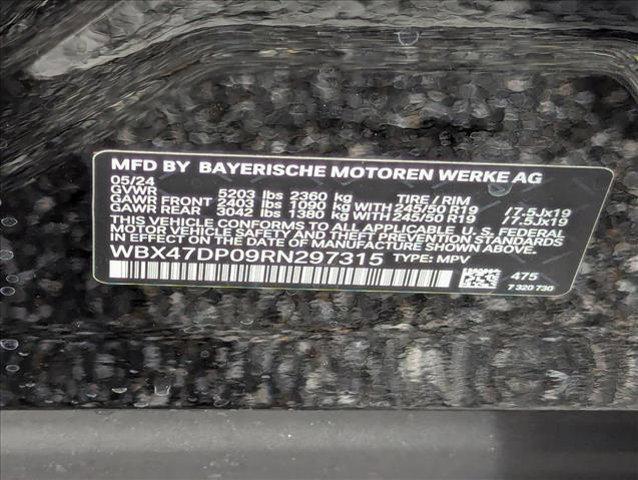 MFD BY BAYERISCHE MOTOREN WERKE AG
05/24
GVWR 5203 lbs 2360 kg TIRE / RIM
GAWR FRONT 2403 lbs 1090 kg WITH 245/50 R19 /7.5Jx19
GAWR REAR 3042 lbs 1380 kg WITH 245/50 R19 /7.5Jx19
THIS VEHICLE CONFORMS TO ALL APPLICABLE U. S. FEDERAL
MOTOR VEHICLE SAFETY AND THEFT PREVENTION STANDARDS
IN EFFECT ON THE DATE OF MANUFACTURE SHOWN ABOVE.
WBX47DP09RN297315 TYPE: MPV
475
7 320 730